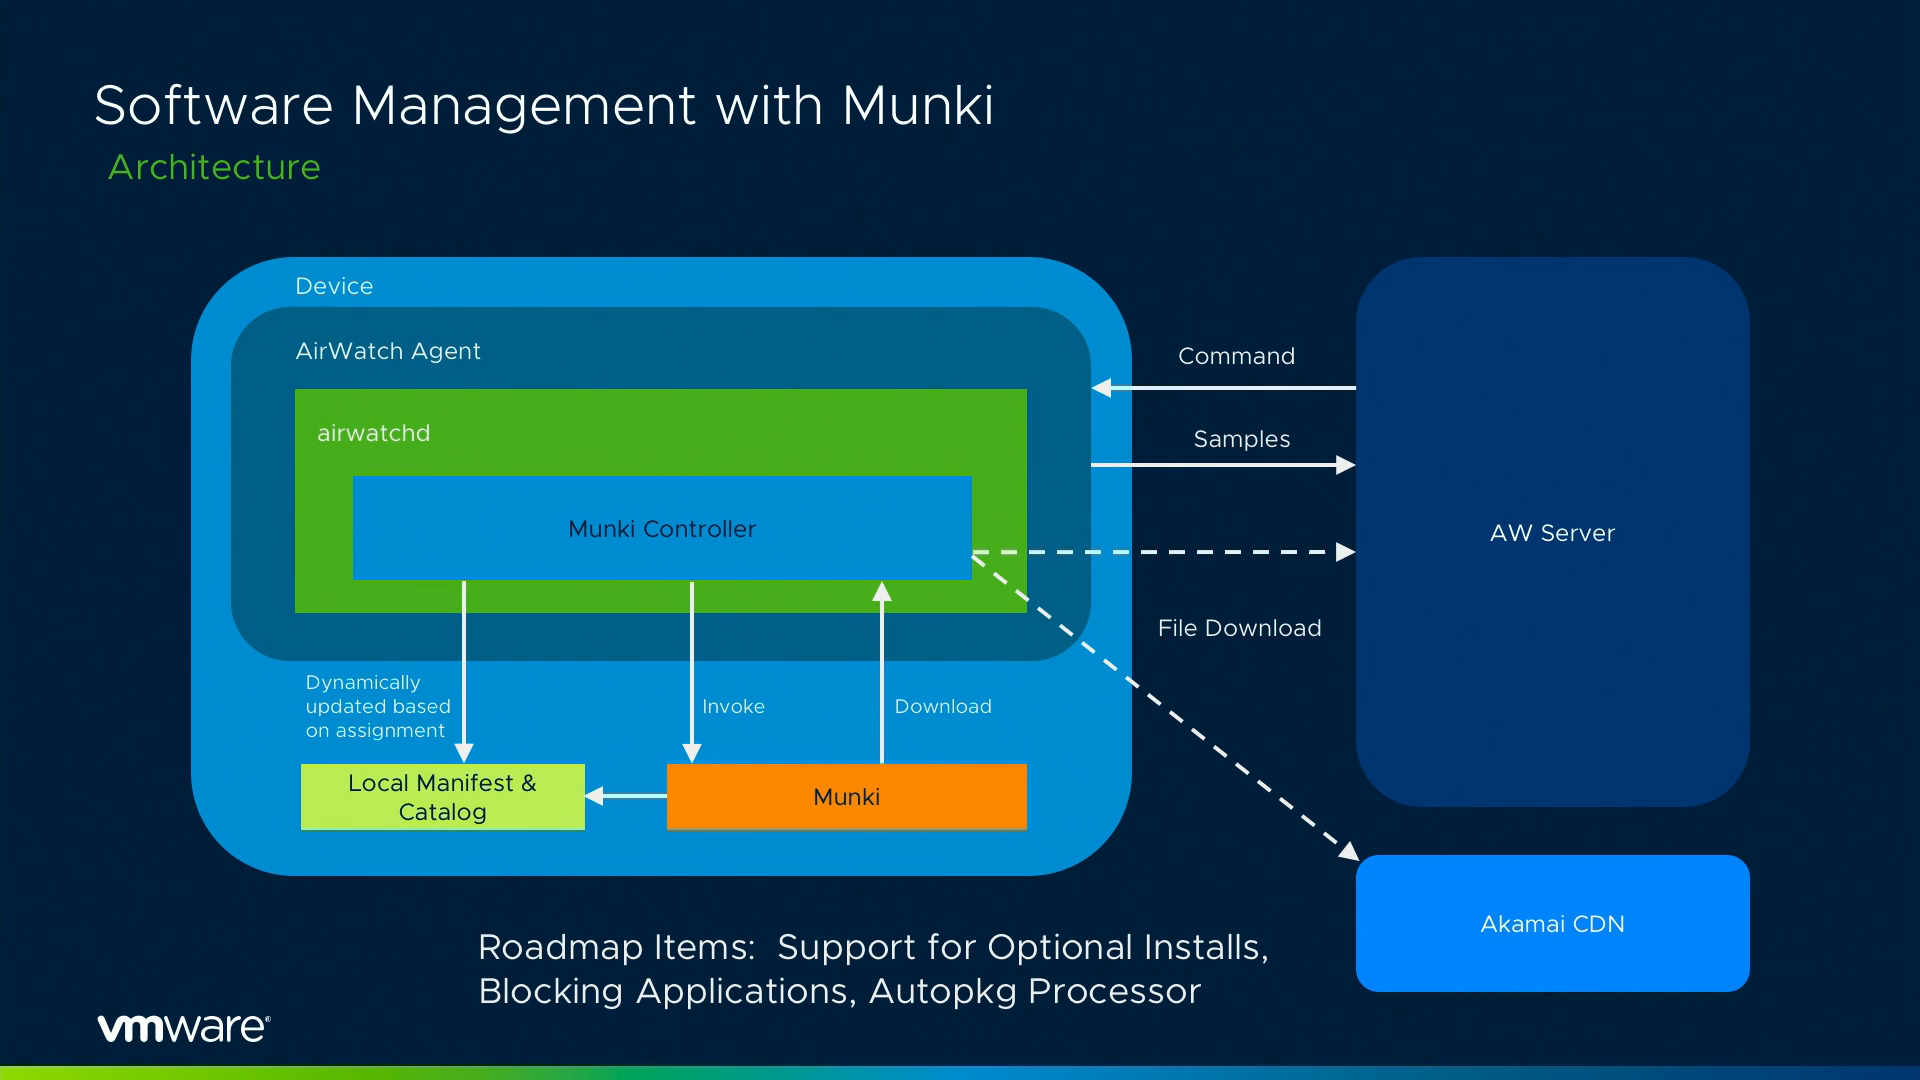 Software Management with Munki
Architecture
Device
AirWatch Agent
airwatchd
Munki Controller
Command
Samples
File Download
AW Server
Dynamically
updated based
on assignment
Invoke
Download
Local Manifest &
Catalog
Munki
Akamai CDN
Roadmap Items:  Support for Optional Installs,
Blocking Applications, Autopkg Processor
vmware®